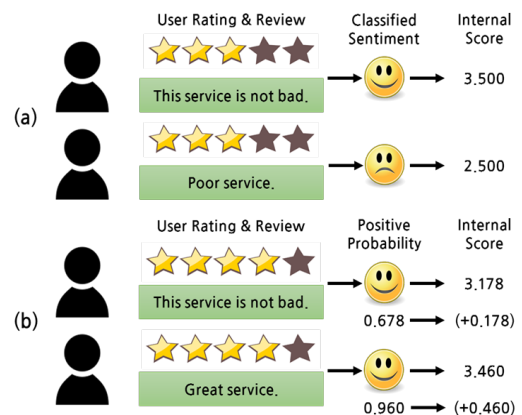 User Rating & Review
Classified
Sentiment
Internal
Score
(a)
This service is not bad.
3.500
Poor service.
2.500
User Rating & Review
Positive
Probability
Internal
Score
(b)
This service is not bad.
3.178
0.678
(+0.178)
Great service.
3.460
0.960
(+0.460)